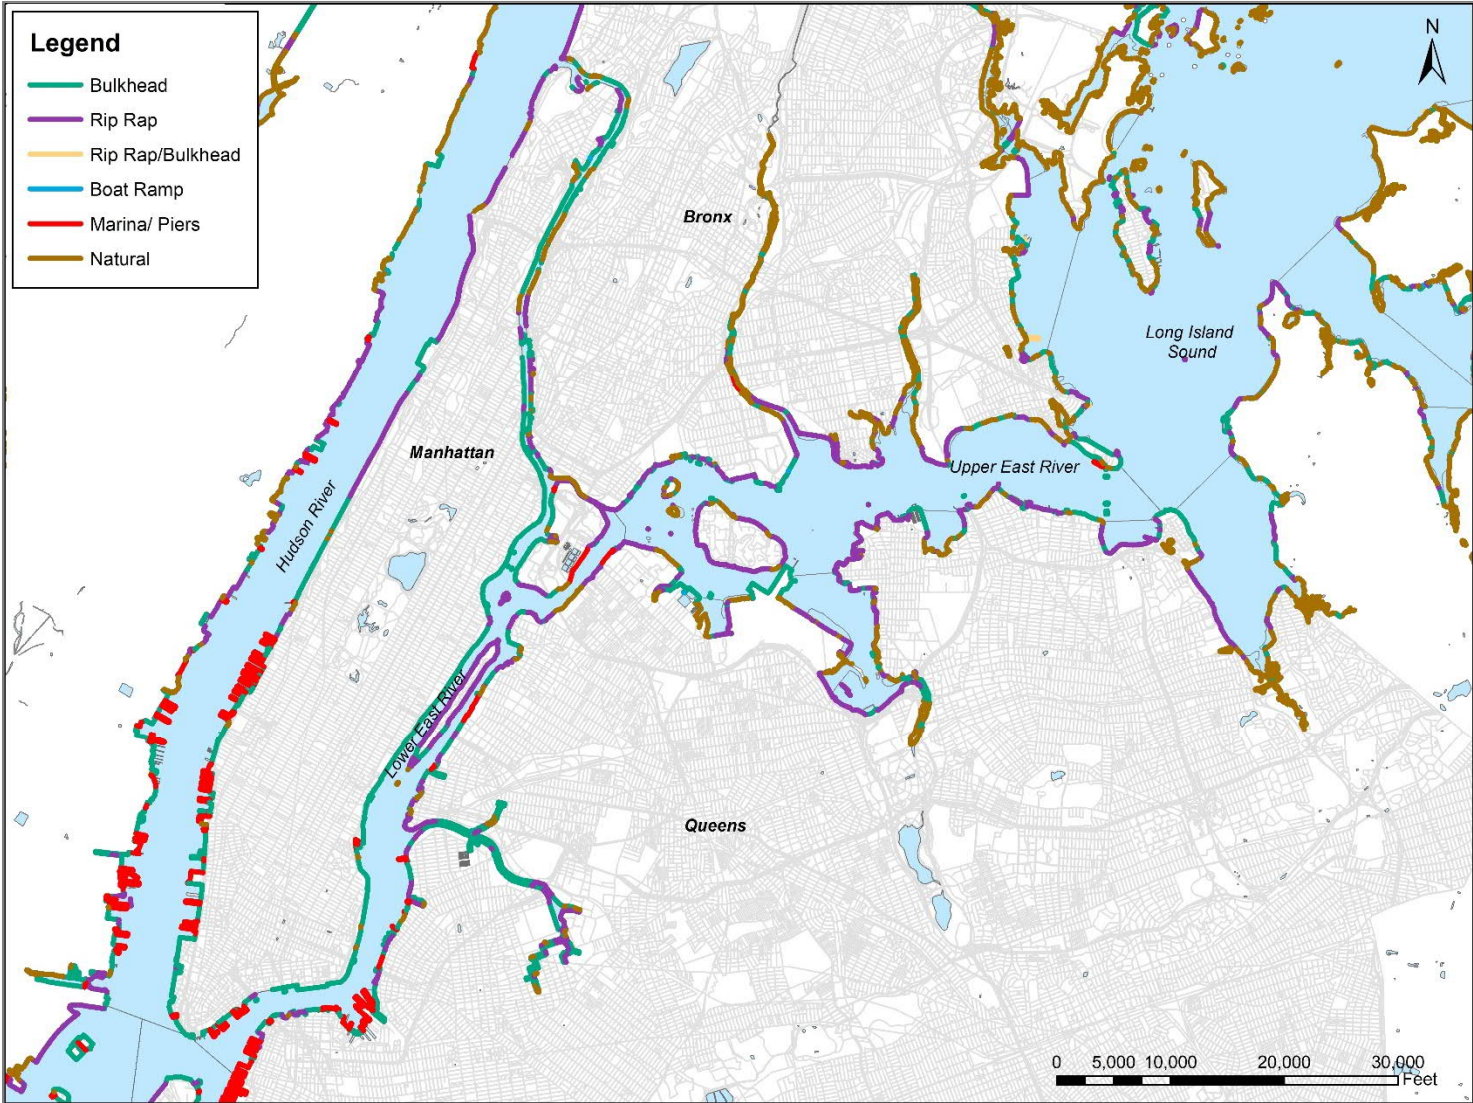 Legend
Bulkhead
Rip Rap
Rip Rap/Bulkhead
Boat Ramp
Marina/ Piers
Natural
N
Bronx
Long Island
Sound
Manhattan
Upper East River
Hudson River
Lower East River
Queens
0 5,000 10,000 20,000 30,000
Feet